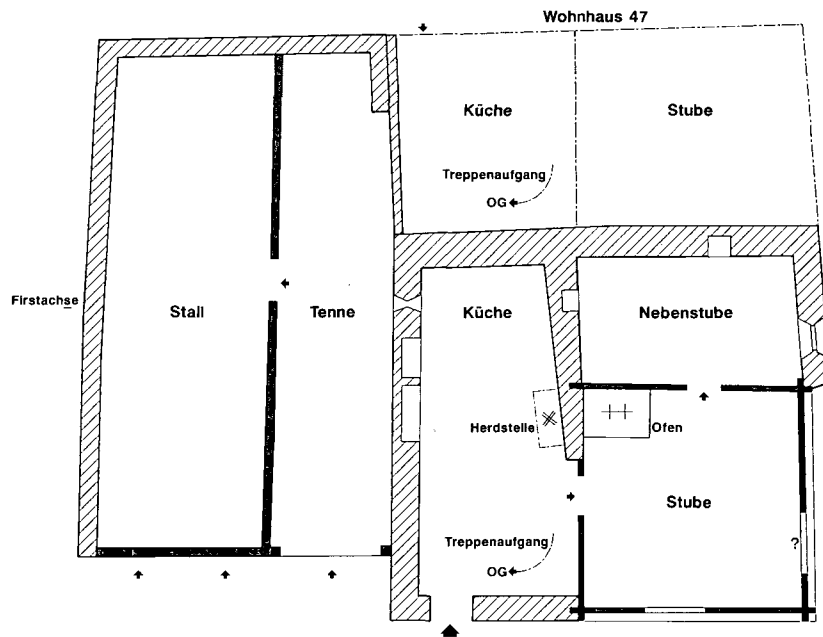 Wohnhaus 47
Küche
Stube
Treppenaufgang
OG
Firstachse
Stall
Tenne
Küche
Nebenstube
Herdstelle
Ofen
Stube
?
Treppenaufgang
OG